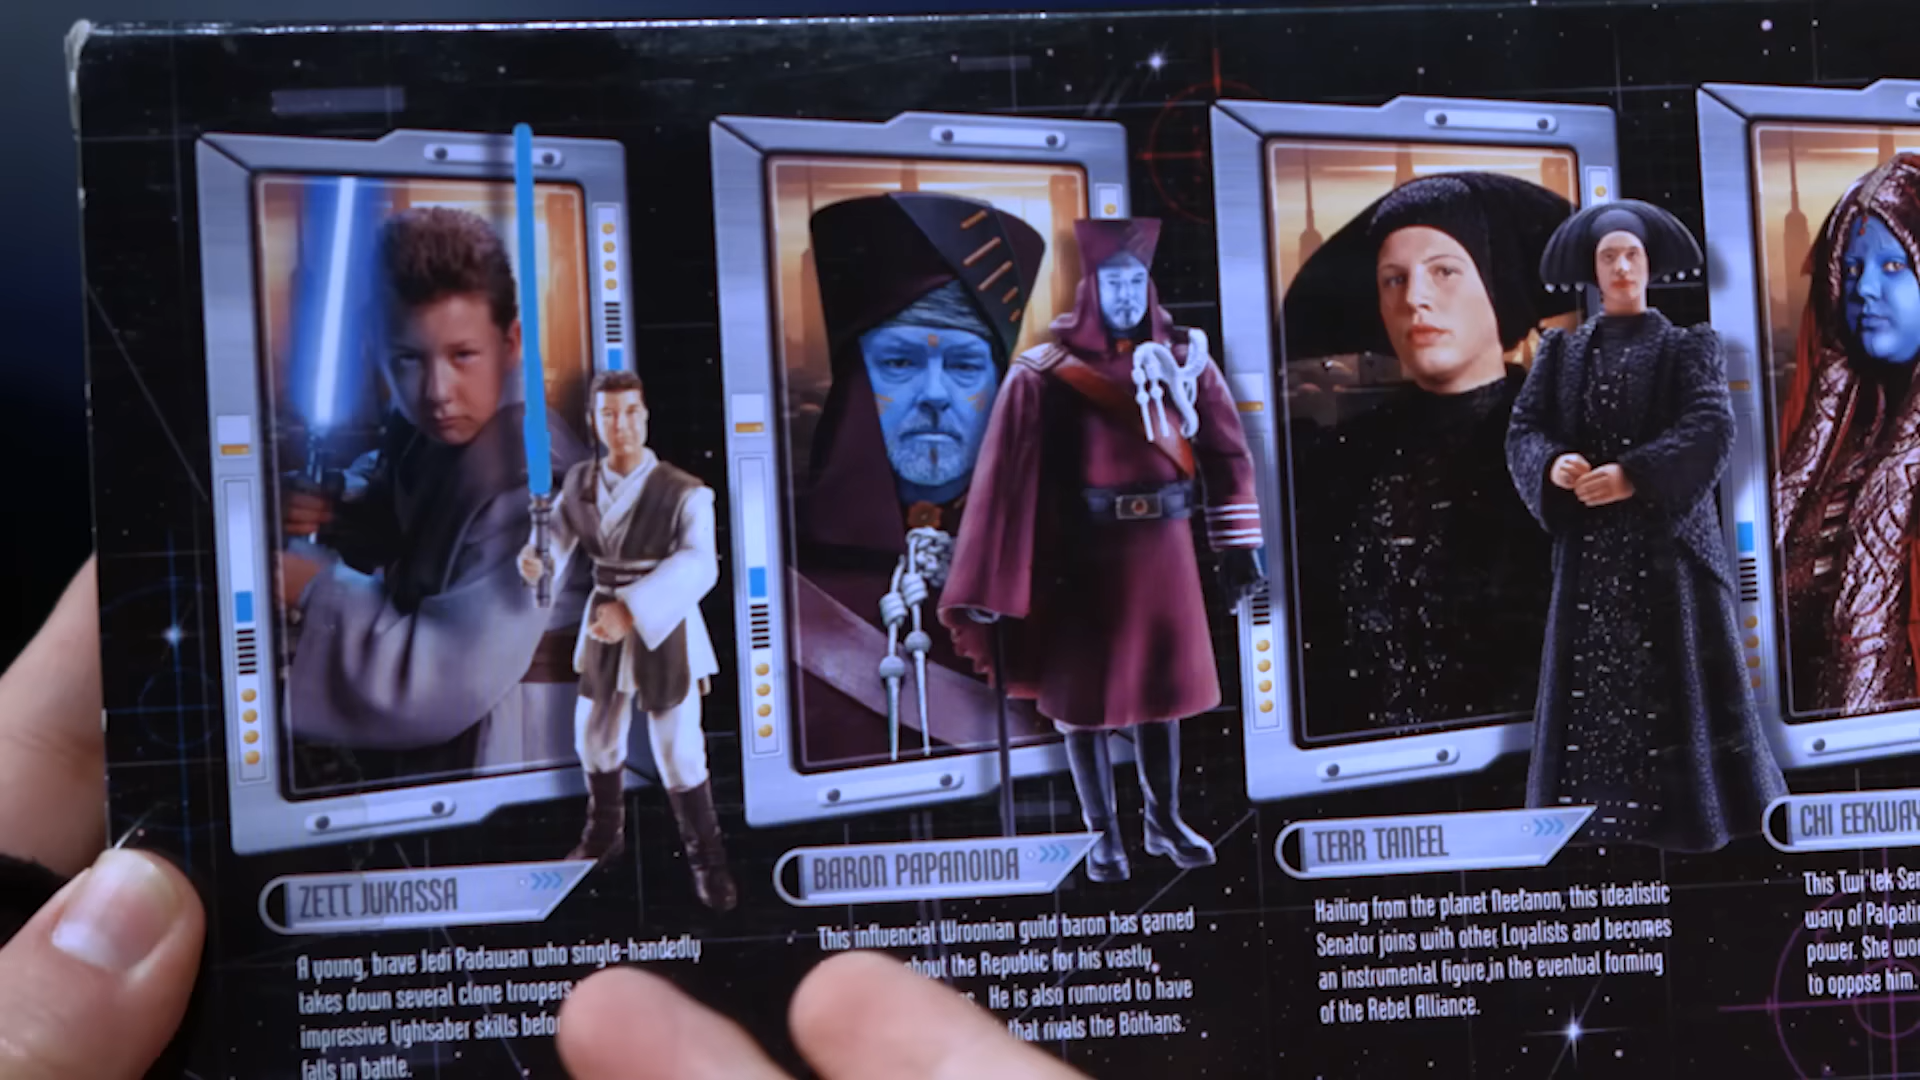 ZETT JUKASSA
A young, brave Jedi Padawan who single-handedly
takes down several clone troopers
impressive lightsaber skills
falls in battle.
BARON PAPANOIDA
This influencial Wroonian guild baron has earned
about the Republic for his vastly
He is also rumored to have
that rivals the Bothans.
TERR TANEEL
Hailing from the planet Neelanon, this idealistic
Senator joins with other Loyalists and becomes
an instrumental figure in the eventual forming
of the Rebel Alliance.
CHI EEKWAY
This Twi'lek
wary of
power. She
to oppose him.